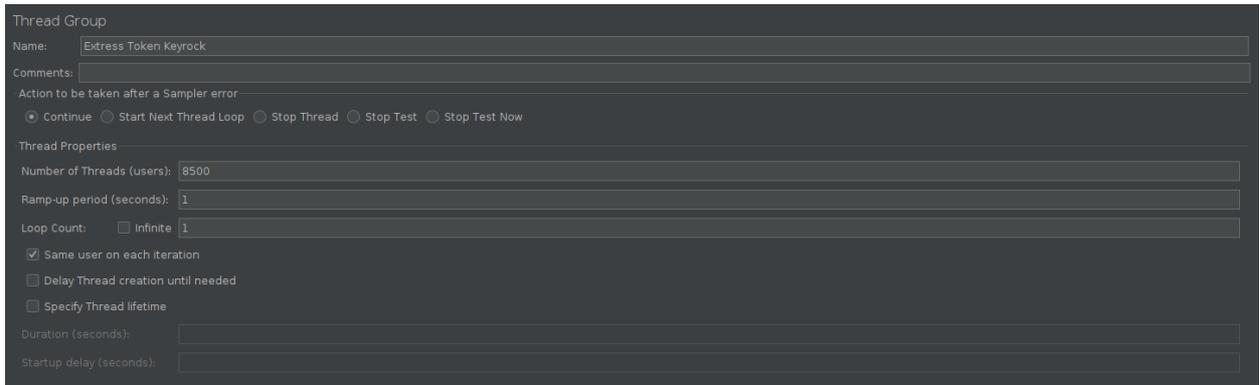 Thread Group
Name: Extress Token Keyrock
Comments:
Action to be taken after a Sampler error
Continue Start Next Thread Loop Stop Thread Stop Test Stop Test Now
Thread Properties
Number of Threads (users): 8500
Ramp-up period (seconds): 1
Loop Count: Infinite 1
Same user on each iteration
Delay Thread creation until needed
Specify Thread lifetime
Duration (seconds):
Startup delay (seconds):